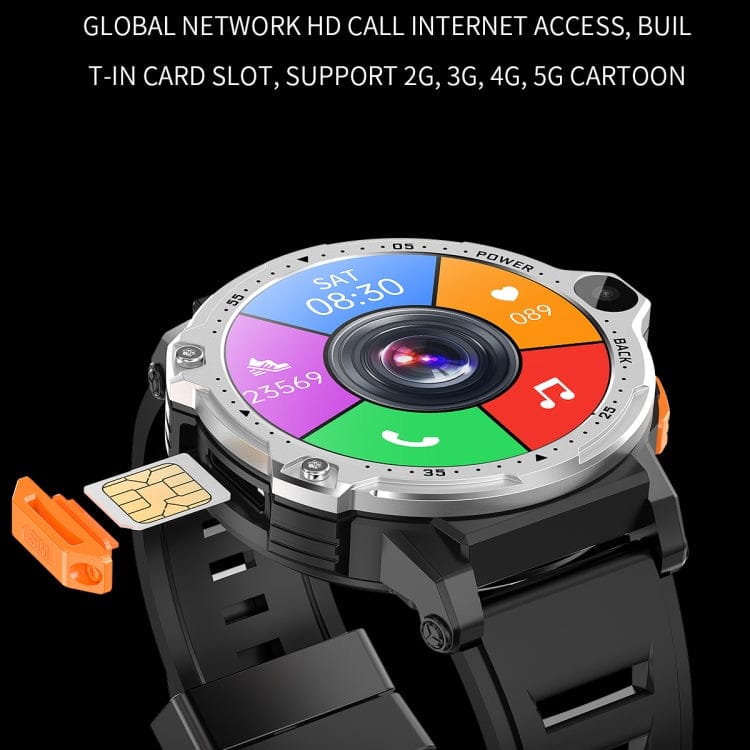 GLOBAL NETWORK HD CALL INTERNET ACCESS, BUIL
T-IN CARD SLOT, SUPPORT 2G, 3G, 4G, 5G CARTOON
05
POWER
SAT
08:30
089
55
BACK
23569
25
35
SIM